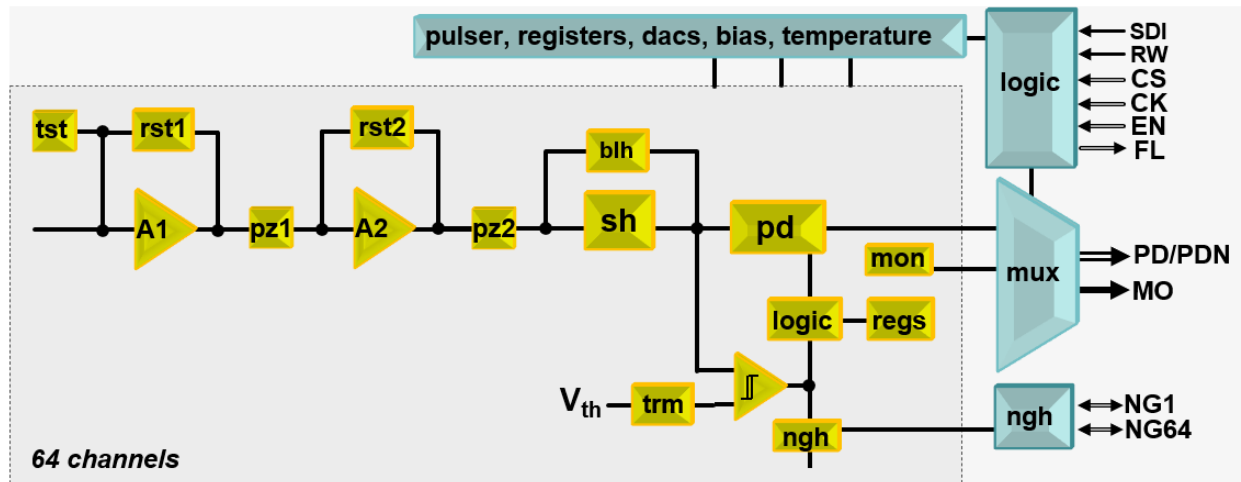 pulser, registers, dacs, bias, temperature
logic
SDI
RW
CS
CK
EN
FL
tst
rst1
rst2
blh
A1
pz1
A2
pz2
sh
pd
mon
mux
PD/PDN
MO
logic
regs
Vth
trm
ngh
ngh
NG1
NG64
64 channels